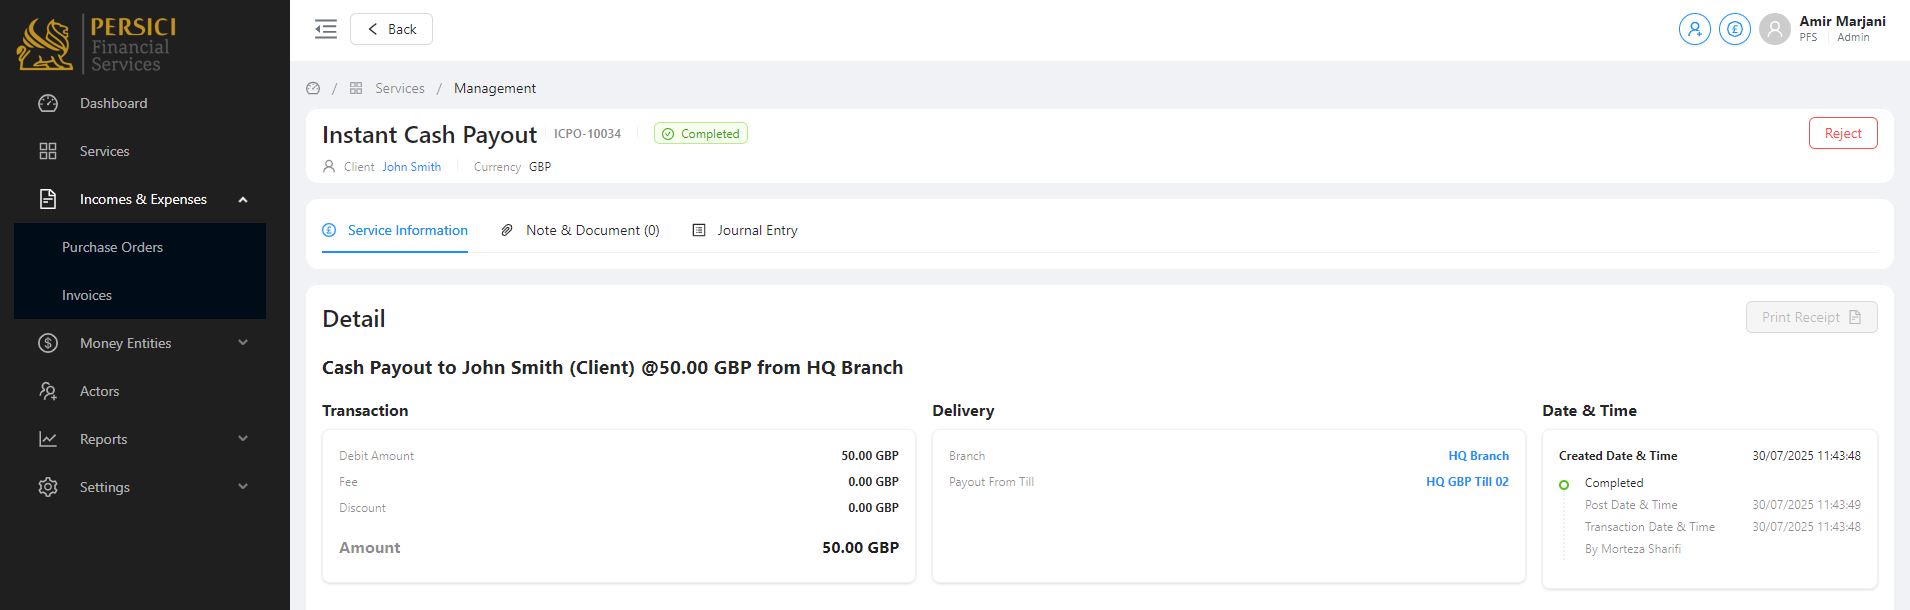 PERSICI
Financial
Services
Dashboard
Services
Incomes & Expenses
Purchase Orders
Invoices
Money Entities
Actors
Reports
Settings
Back
Amir Marjani
PFS Admin
/ Services / Management
Instant Cash Payout ICPO-10034 Completed
Reject
Client John Smith Currency GBP
Service Information Note & Document (0) Journal Entry
Detail
Print Receipt
Cash Payout to John Smith (Client) @50.00 GBP from HQ Branch
Transaction
Debit Amount 50.00 GBP
Fee 0.00 GBP
Discount 0.00 GBP
Amount 50.00 GBP
Delivery
Branch HQ Branch
Payout From Till HQ GBP Till 02
Date & Time
Created Date & Time 30/07/2025 11:43:48
Completed
Post Date & Time 30/07/2025 11:43:49
Transaction Date & Time 30/07/2025 11:43:48
By Morteza Sharifi